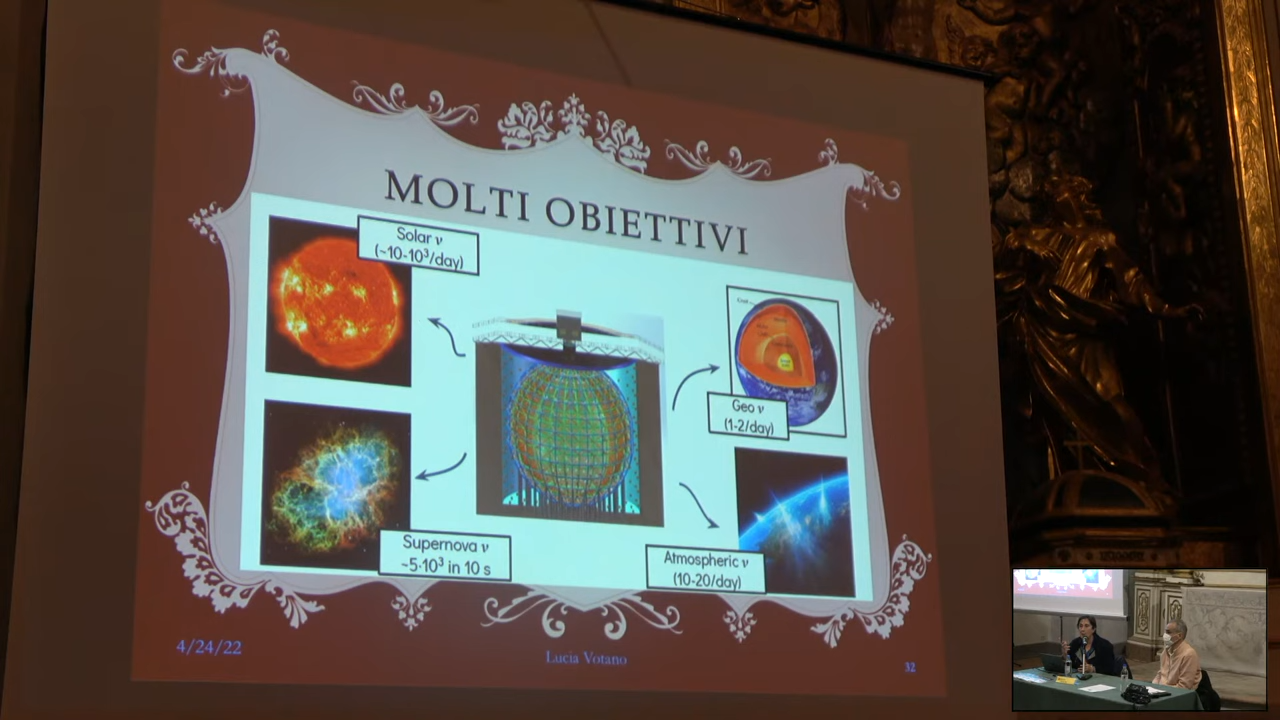 MOLTI OBIETTIVI
Solar ν
(~10-10³/day)
Geo ν
(1-2/day)
Supernova ν
~5·10³ in 10 s
Atmospheric ν
(10-20/day)
4/24/22
Lucia Votano
32